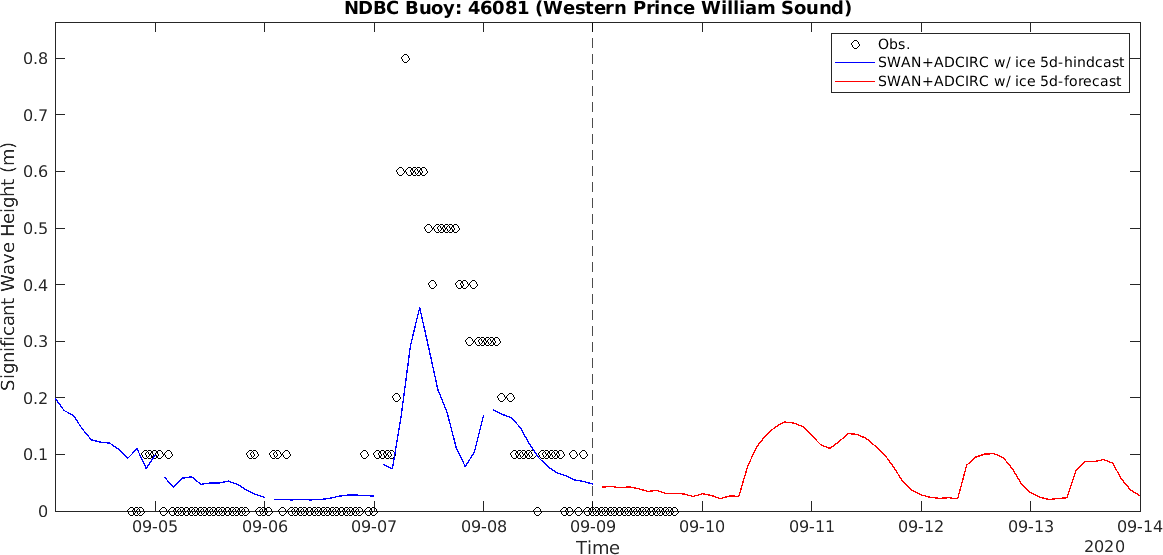 NDBC Buoy: 46081 (Western Prince William Sound)
Obs.
SWAN+ADCIRC w/ ice 5d-hindcast
SWAN+ADCIRC w/ ice 5d-forecast
Significant Wave Height (m)
0.8
0.7
0.6
0.5
0.4
0.3
0.2
0.1
0
09-05 09-06 09-07 09-08 09-09 09-10 09-11 09-12 09-13 09-14
Time
2020